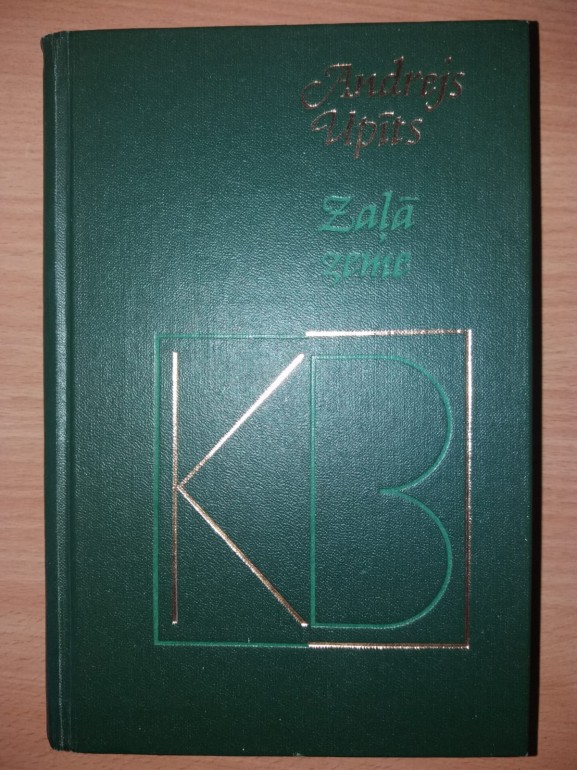 Andrejs
Upīts
Zaļā
zeme
KB